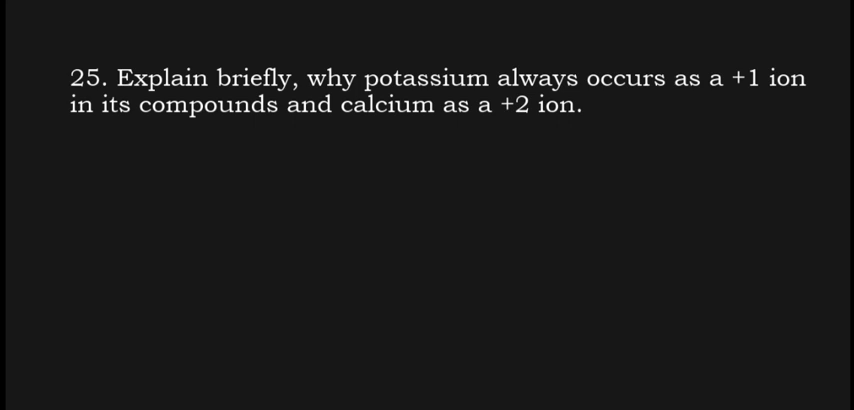 25. Explain briefly, why potassium always occurs as a +1 ion
in its compounds and calcium as a +2 ion.